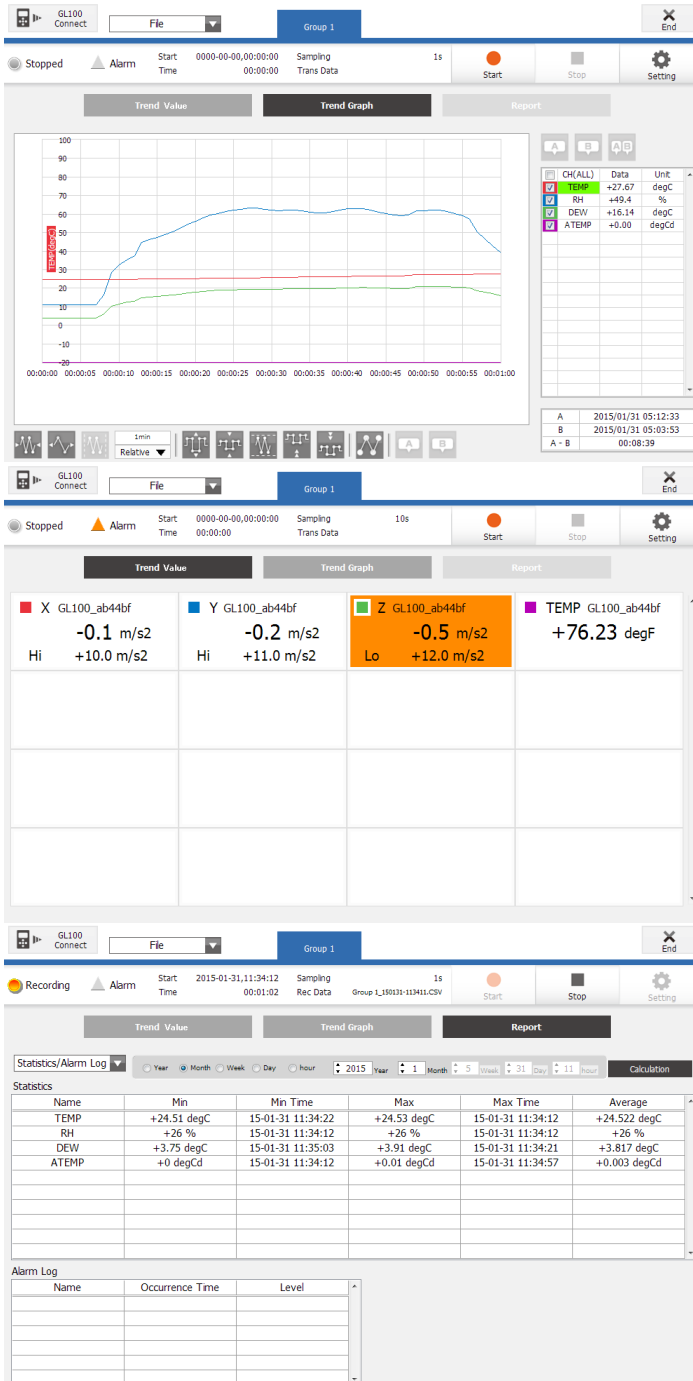 GL100 Connect File Group 1 End
Stopped Alarm Start 0000-00-00,00:00:00 Sampling 1s Start Stop Setting
Time 00:00:00 Trans Data
Trend Value Trend Graph Report
A B A B
100
90
80
70
60
50
40
30
20
10
0
-10
-20
TEMP(degC)
00:00:00 00:00:05 00:00:10 00:00:15 00:00:20 00:00:25 00:00:30 00:00:35 00:00:40 00:00:45 00:00:50 00:00:55 00:01:00
CH(ALL) Data Unit
TEMP +27.67 degC
RH +49.4 %
DEW +16.14 degC
ATEMP +0.00 degCd
A 2015/01/31 05:12:33
B 2015/01/31 05:03:53
A - B 00:08:39
1min
Relative
A B
GL100 Connect File Group 1 End
Stopped Alarm Start 0000-00-00,00:00:00 Sampling 10s Start Stop Setting
Time 00:00:00 Trans Data
Trend Value Trend Graph Report
X GL100_ab44bf Y GL100_ab44bf Z GL100_ab44bf TEMP GL100_ab44bf
-0.1 m/s2 -0.2 m/s2 -0.5 m/s2 +76.23 degF
Hi +10.0 m/s2 Hi +11.0 m/s2 Lo +12.0 m/s2
GL100 Connect File Group 1 End
Recording Alarm Start 2015-01-31,11:34:12 Sampling 1s Start Stop Setting
Time 00:01:02 Rec Data Group 1_150131-113411.CSV
Trend Value Trend Graph Report
Statistics/Alarm Log Year Month Week Day hour 2015 Year 1 Month 5 Week 31 Day 11 hour Calculation
Statistics
Name Min Min Time Max Max Time Average
TEMP +24.51 degC 15-01-31 11:34:22 +24.53 degC 15-01-31 11:34:12 +24.522 degC
RH +26 % 15-01-31 11:34:12 +26 % 15-01-31 11:34:12 +26 %
DEW +3.75 degC 15-01-31 11:35:03 +3.91 degC 15-01-31 11:34:21 +3.817 degC
ATEMP +0 degCd 15-01-31 11:34:12 +0.01 degCd 15-01-31 11:34:57 +0.003 degCd
Alarm Log
Name Occurrence Time Level